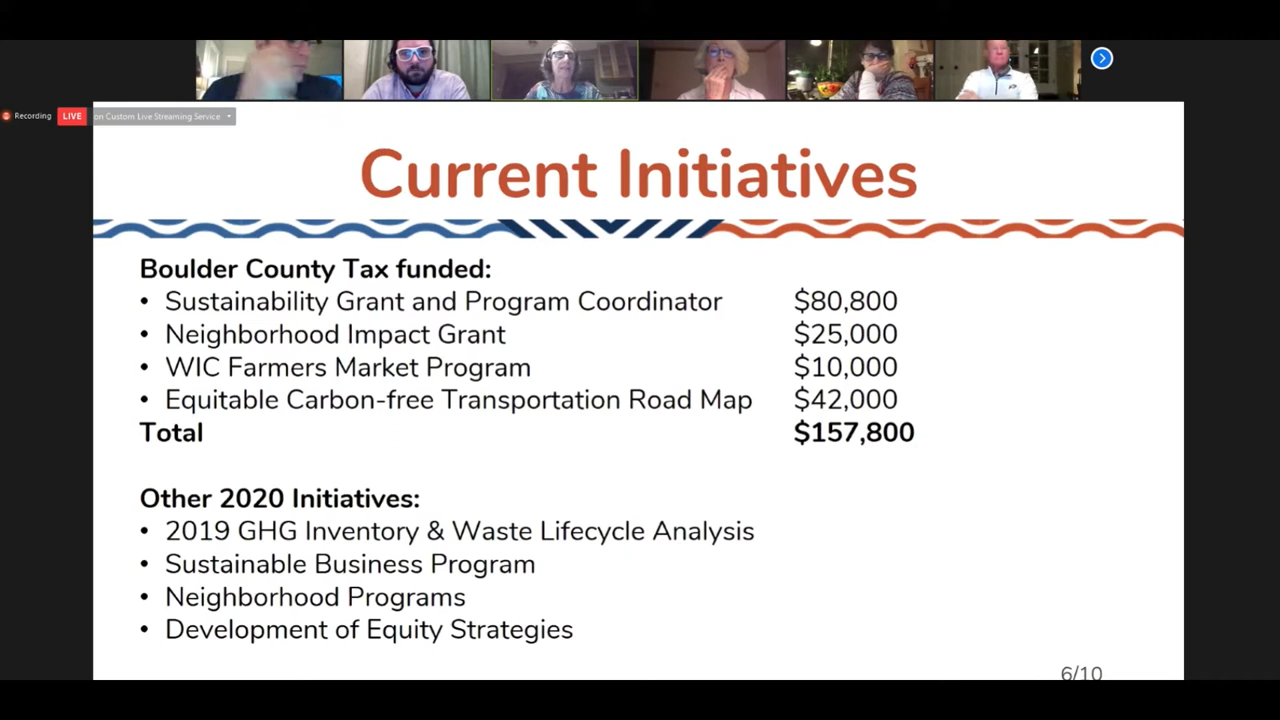 Recording
LIVE
on Custom Live Streaming Service
Current Initiatives
Boulder County Tax funded:
• Sustainability Grant and Program Coordinator $80,800
• Neighborhood Impact Grant $25,000
• WIC Farmers Market Program $10,000
• Equitable Carbon-free Transportation Road Map $42,000
Total $157,800
Other 2020 Initiatives:
• 2019 GHG Inventory & Waste Lifecycle Analysis
• Sustainable Business Program
• Neighborhood Programs
• Development of Equity Strategies
6/10